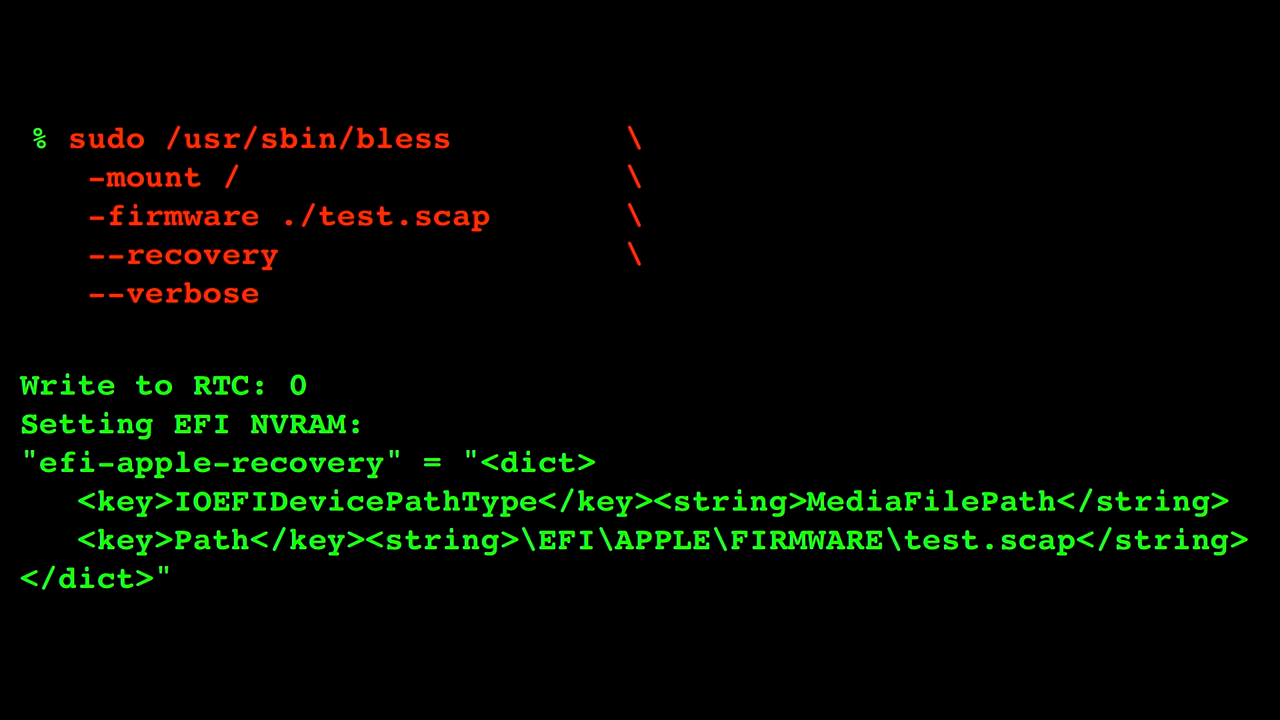 % sudo /usr/sbin/bless \
-mount / \
-firmware ./test.scap \
--recovery \
--verbose
Write to RTC: 0
Setting EFI NVRAM:
"efi-apple-recovery" = "<dict>
<key>IOEFIDevicePathType</key><string>MediaFilePath</string>
<key>Path</key><string>\EFI\APPLE\FIRMWARE\test.scap</string>
</dict>"